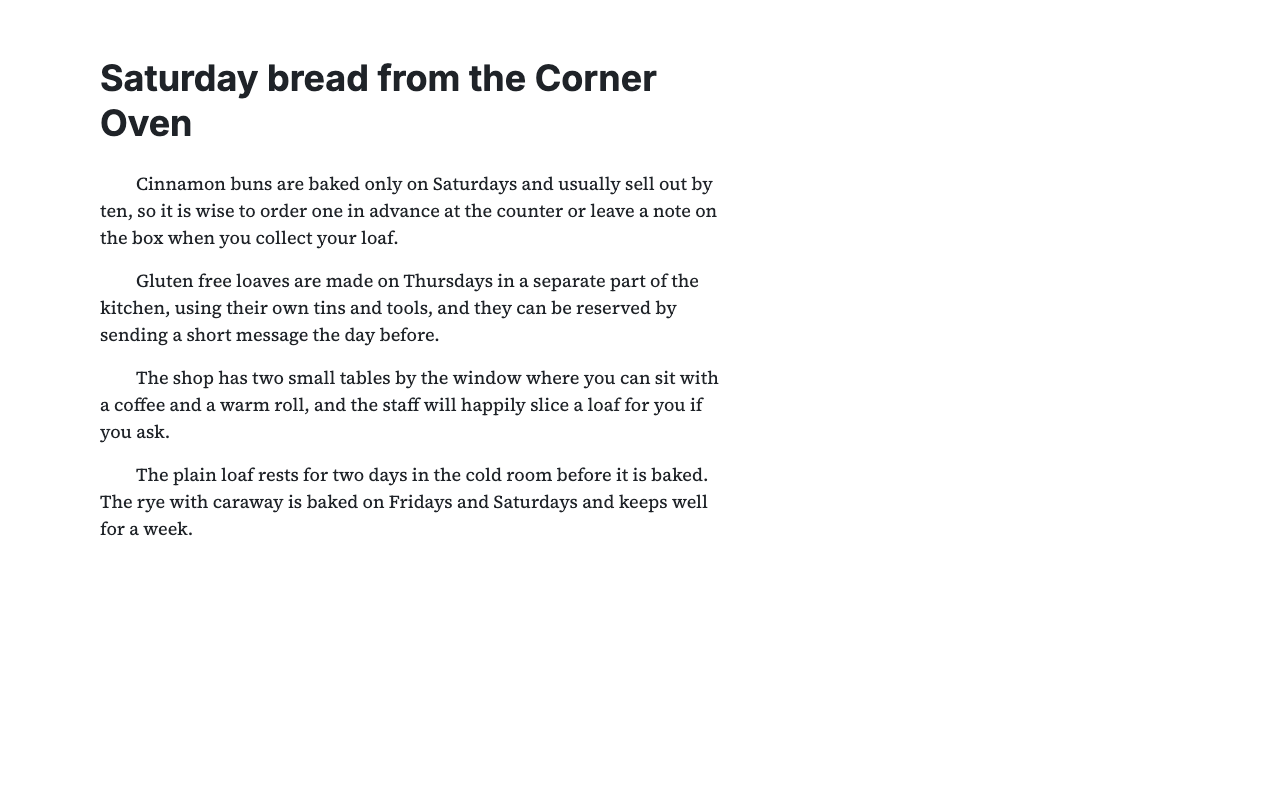 Saturday bread from the Corner
Oven
Cinnamon buns are baked only on Saturdays and usually sell out by
ten, so it is wise to order one in advance at the counter or leave a note on
the box when you collect your loaf.
Gluten free loaves are made on Thursdays in a separate part of the
kitchen, using their own tins and tools, and they can be reserved by
sending a short message the day before.
The shop has two small tables by the window where you can sit with
a coffee and a warm roll, and the staff will happily slice a loaf for you if
you ask.
The plain loaf rests for two days in the cold room before it is baked.
The rye with caraway is baked on Fridays and Saturdays and keeps well
for a week.